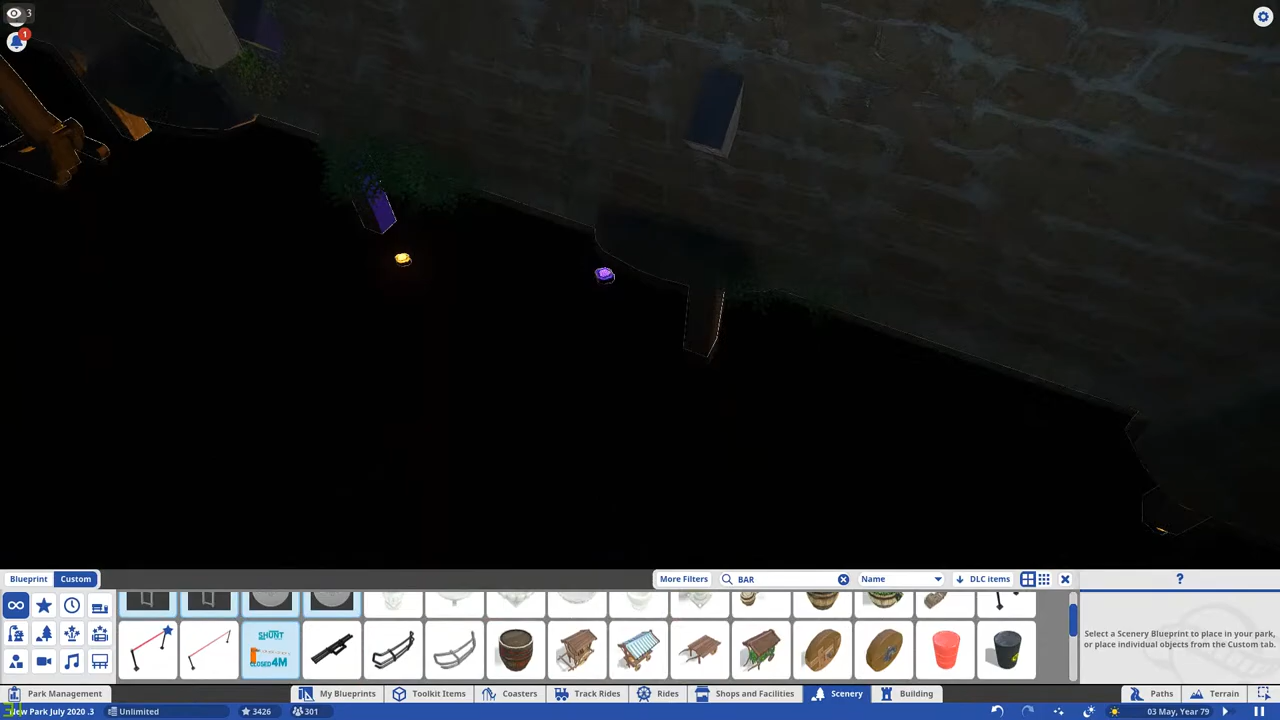 3
1
Blueprint
Custom
More Filters
BAR
Name
DLC items
?
SHUNT
CLOSED4M
Select a Scenery Blueprint to place in your park,
or place individual objects from the Custom tab.
Park Management
My Blueprints
Toolkit Items
Coasters
Track Rides
Rides
Shops and Facilities
Scenery
Building
Paths
Terrain
New Park July 2020 .3
Unlimited
3426
301
03 May, Year 79